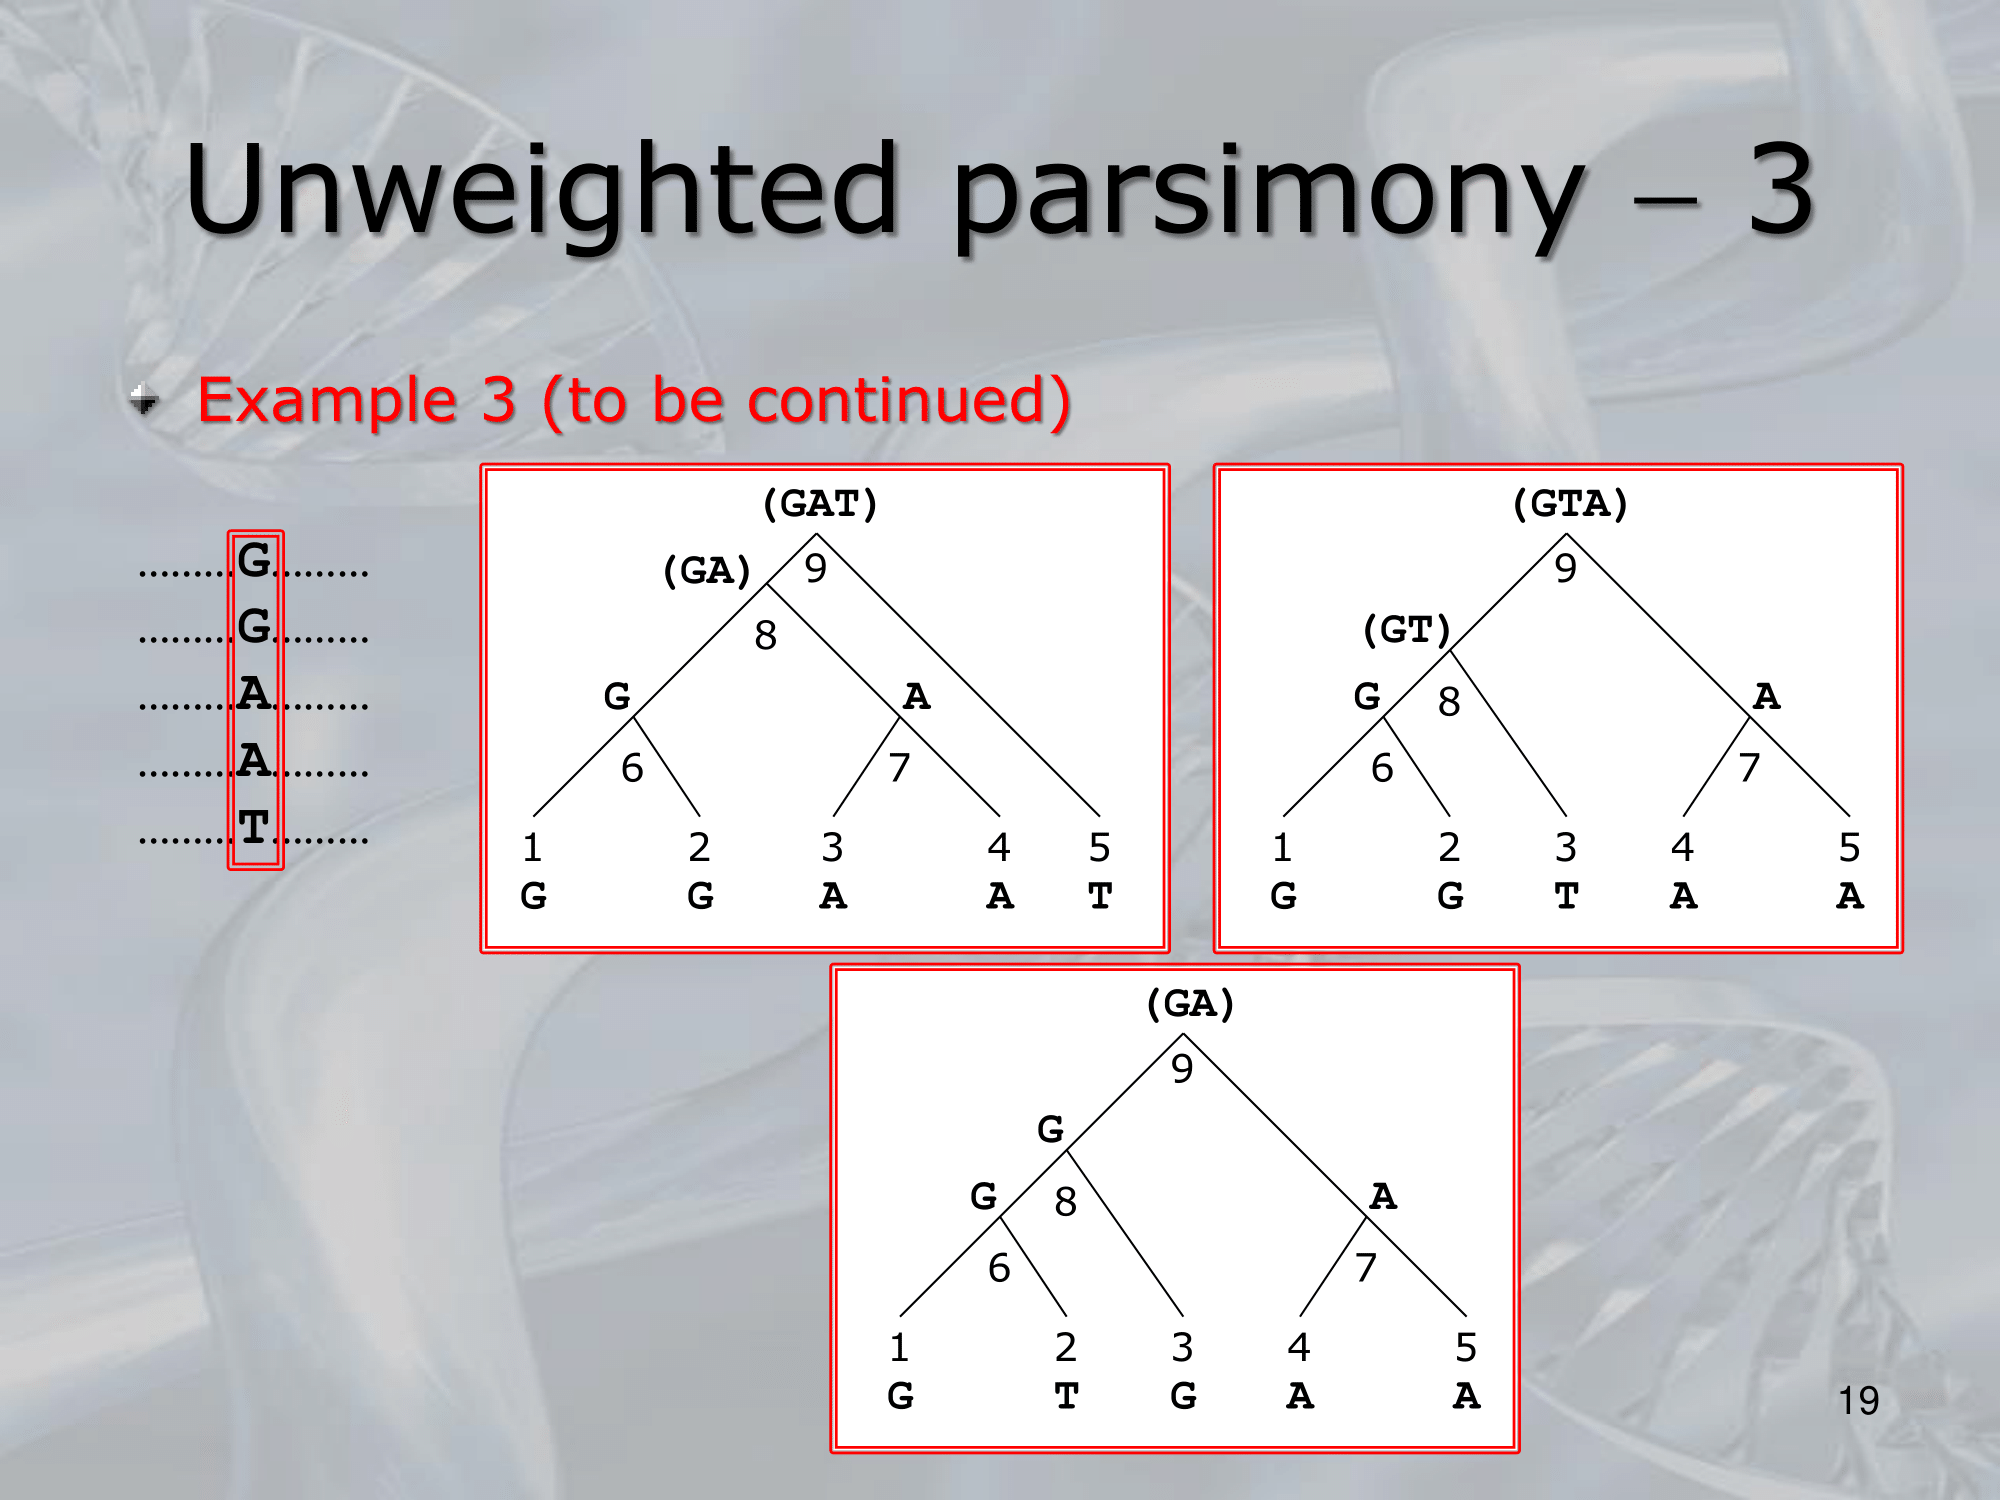 Unweighted parsimony – 3
Example 3 (to be continued)
.........G.........
.........G.........
.........A.........
.........A.........
.........T.........
(GAT)
(GA) 9
8
G A
6 7
1 2 3 4 5
G G A A T
(GTA)
9
(GT)
G 8 A
6 7
1 2 3 4 5
G G T A A
(GA)
9
G
G 8 A
6 7
1 2 3 4 5
G T G A A
19